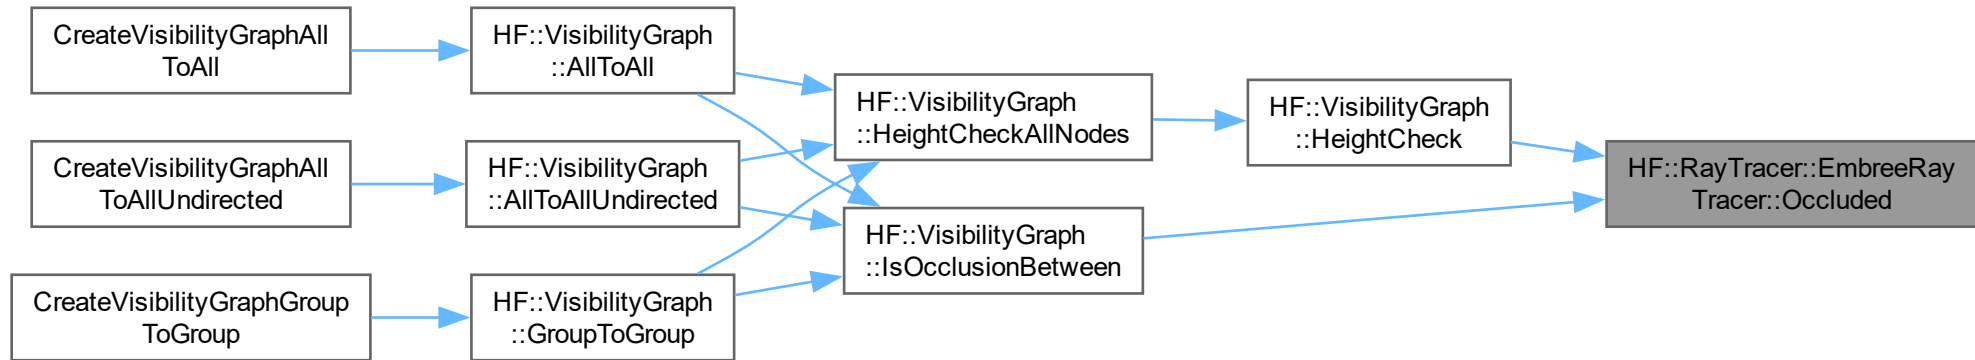 CreateVisibilityGraphAll
ToAll
HF::VisibilityGraph
::AllToAll
CreateVisibilityGraphAll
ToAllUndirected
HF::VisibilityGraph
::AllToAllUndirected
CreateVisibilityGraphGroup
ToGroup
HF::VisibilityGraph
::GroupToGroup
HF::VisibilityGraph
::HeightCheckAllNodes
HF::VisibilityGraph
::IsOcclusionBetween
HF::VisibilityGraph
::HeightCheck
HF::RayTracer::EmbreeRay
Tracer::Occluded